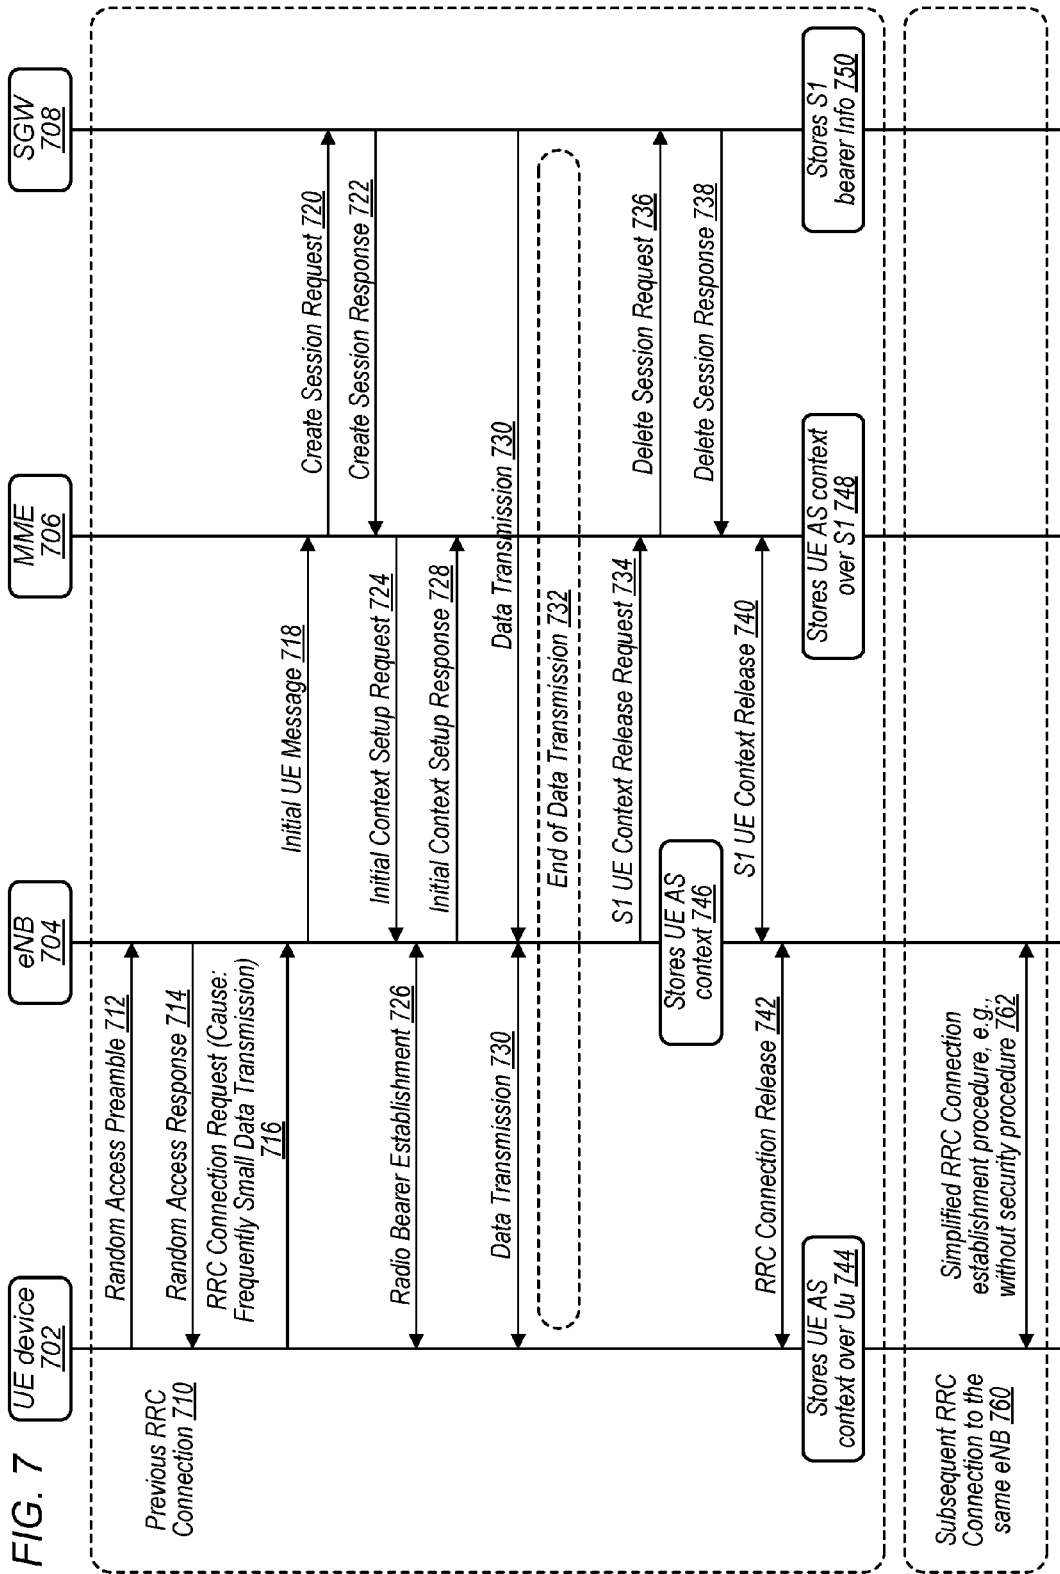 FIG. 7
UE device
702
eNB
704
MME
706
SGW
708
Previous RRC
Connection 710
Random Access Preamble 712
Random Access Response 714
RRC Connection Request (Cause:
Frequently Small Data Transmission)
716
Initial UE Message 718
Create Session Request 720
Create Session Response 722
Initial Context Setup Request 724
Radio Bearer Establishment 726
Initial Context Setup Response 728
Data Transmission 730
Data Transmission 730
End of Data Transmission 732
S1 UE Context Release Request 734
Delete Session Request 736
Stores UE AS
context 746
Delete Session Response 738
S1 UE Context Release 740
RRC Connection Release 742
Stores UE AS
context over Uu 744
Stores UE AS context
over S1 748
Stores S1
bearer Info 750
Subsequent RRC
Connection to the
same eNB 760
Simplified RRC Connection
establishment procedure, e.g.,
without security procedure 762